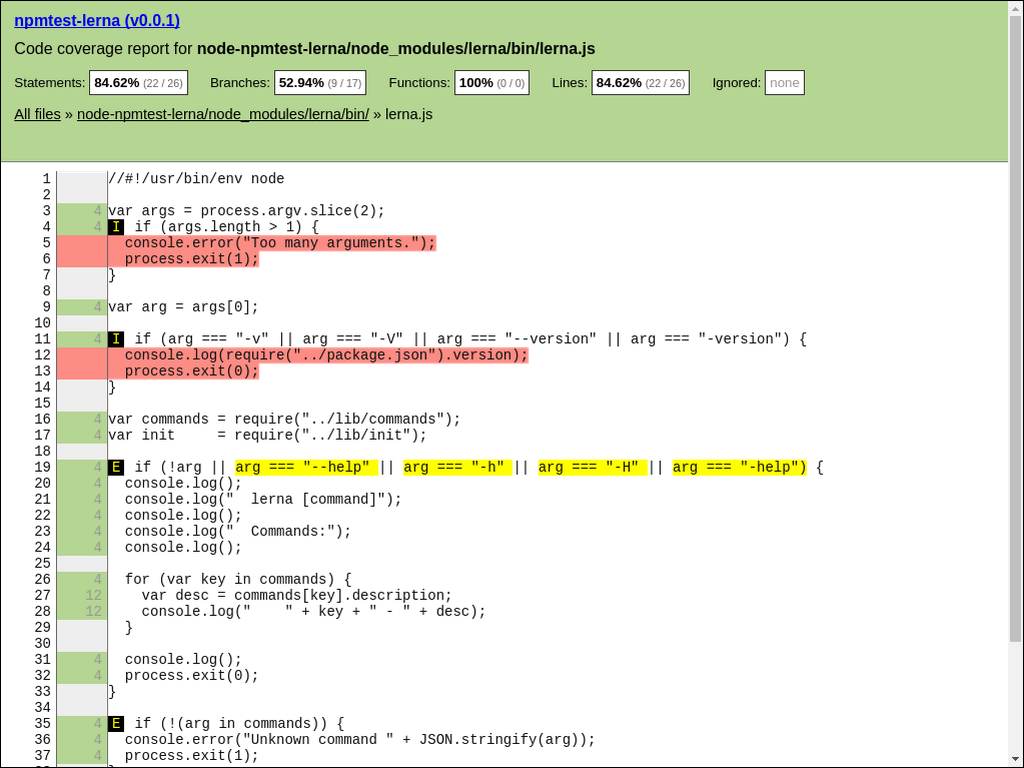 npmtest-lerna (v0.0.1)
Code coverage report for node-npmtest-lerna/node_modules/lerna/bin/lerna.js
Statements: 84.62% (22 / 26) Branches: 52.94% (9 / 17) Functions: 100% (0 / 0) Lines: 84.62% (22 / 26) Ignored: none
All files » node-npmtest-lerna/node_modules/lerna/bin/ » lerna.js
1 //#!/usr/bin/env node
2
3 4 var args = process.argv.slice(2);
4 4 I if (args.length > 1) {
5   console.error("Too many arguments.");
6   process.exit(1);
7 }
8
9 4 var arg = args[0];
10
11 4 I if (arg === "-v" || arg === "-V" || arg === "--version" || arg === "-version") {
12   console.log(require("../package.json").version);
13   process.exit(0);
14 }
15
16 4 var commands = require("../lib/commands");
17 4 var init     = require("../lib/init");
18
19 4 E if (!arg || arg === "--help" || arg === "-h" || arg === "-H" || arg === "-help") {
20 4   console.log();
21 4   console.log("  lerna [command]");
22 4   console.log();
23 4   console.log("  Commands:");
24 4   console.log();
25
26 4   for (var key in commands) {
27 12     var desc = commands[key].description;
28 12     console.log("    " + key + " - " + desc);
29   }
30
31 4   console.log();
32 4   process.exit(0);
33 }
34
35 4 E if (!(arg in commands)) {
36 4   console.error("Unknown command " + JSON.stringify(arg));
37 4   process.exit(1);